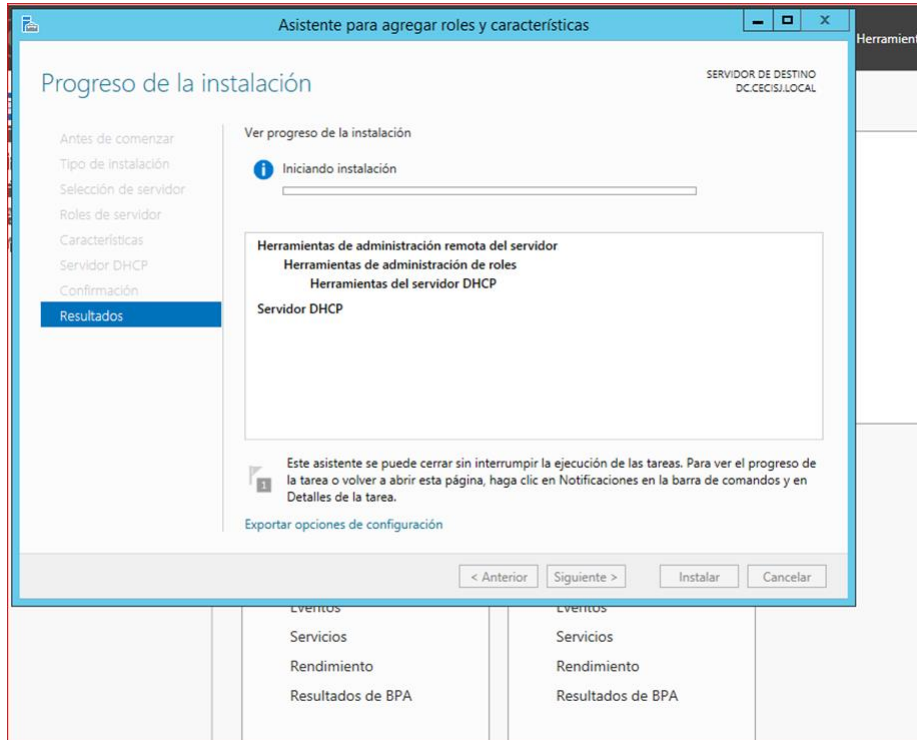 Asistente para agregar roles y características
Herramient
Progreso de la instalación
SERVIDOR DE DESTINO
DC.CECISJ.LOCAL
Antes de comenzar
Tipo de instalación
Selección de servidor
Roles de servidor
Características
Servidor DHCP
Confirmación
Resultados
Ver progreso de la instalación
Iniciando instalación
Herramientas de administración remota del servidor
Herramientas de administración de roles
Herramientas del servidor DHCP
Servidor DHCP
1
Este asistente se puede cerrar sin interrumpir la ejecución de las tareas. Para ver el progreso de
la tarea o volver a abrir esta página, haga clic en Notificaciones en la barra de comandos y en
Detalles de la tarea.
Exportar opciones de configuración
< Anterior Siguiente > Instalar Cancelar
Eventos Eventos
Servicios Servicios
Rendimiento Rendimiento
Resultados de BPA Resultados de BPA